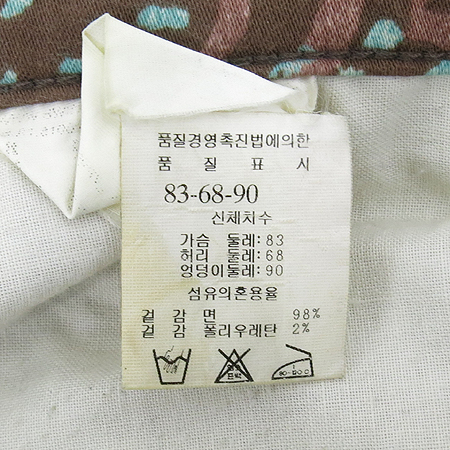 품질경영촉진법에의한
품 질 표 시
83-68-90
신체치수
가슴 둘레:83
허리 둘레:68
엉덩이둘레:90
섬유의혼용율
겉 감 면 98%
겉 감 폴리우레탄 2%